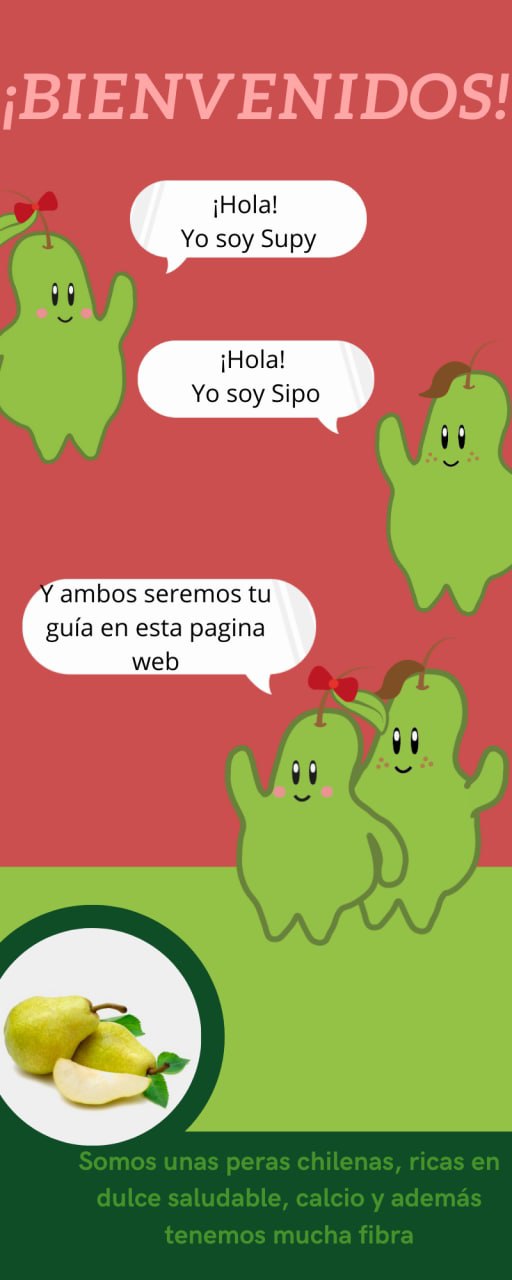 ¡BIENVENIDOS!
¡Hola!
Yo soy Supy
¡Hola!
Yo soy Sipo
Y ambos seremos tu
guía en esta pagina
web
Somos unas peras chilenas, ricas en
dulce saludable, calcio y además
tenemos mucha fibra